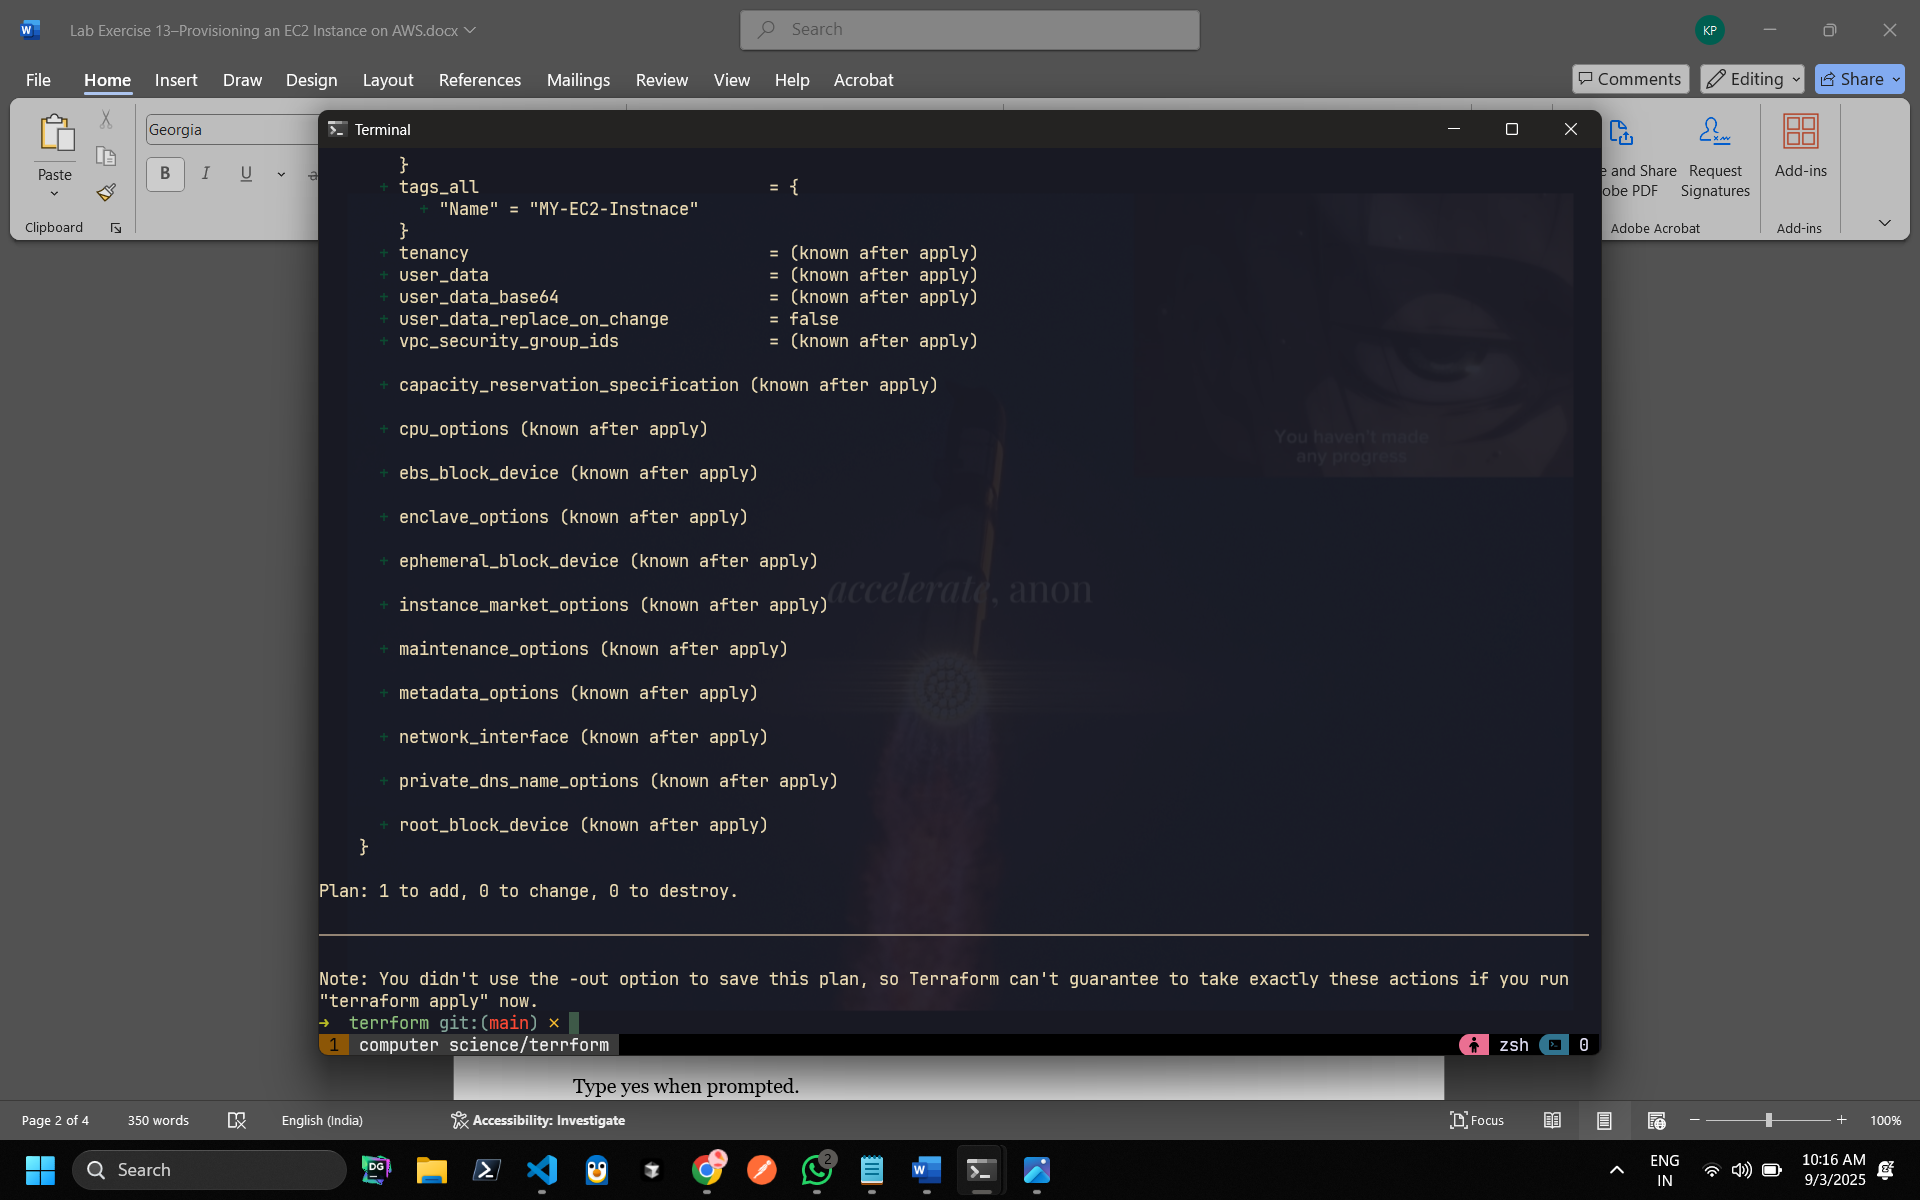 Lab Exercise 13–Provisioning an EC2 Instance on AWS.docx
Search
KP
File Home Insert Draw Design Layout References Mailings Review View Help Acrobat
Comments Editing Share
Paste
Clipboard
Georgia
B I U
e and Share
obe PDF
Request
Signatures
Adobe Acrobat
Add-ins
Add-ins
Terminal
}
+ tags_all = {
+ "Name" = "MY-EC2-Instnace"
}
+ tenancy = (known after apply)
+ user_data = (known after apply)
+ user_data_base64 = (known after apply)
+ user_data_replace_on_change = false
+ vpc_security_group_ids = (known after apply)
+ capacity_reservation_specification (known after apply)
+ cpu_options (known after apply)
+ ebs_block_device (known after apply)
+ enclave_options (known after apply)
+ ephemeral_block_device (known after apply)
+ instance_market_options (known after apply)
+ maintenance_options (known after apply)
+ metadata_options (known after apply)
+ network_interface (known after apply)
+ private_dns_name_options (known after apply)
+ root_block_device (known after apply)
}
You haven't made
any progress
accelerate, anon
Plan: 1 to add, 0 to change, 0 to destroy.
Note: You didn't use the -out option to save this plan, so Terraform can't guarantee to take exactly these actions if you run
"terraform apply" now.
➜ terrform git:(main) ×
1 computer science/terrform
zsh 0
Type yes when prompted.
Page 2 of 4 350 words English (India) Accessibility: Investigate Focus 100%
Search
DG
2
ENG
IN
10:16 AM
9/3/2025